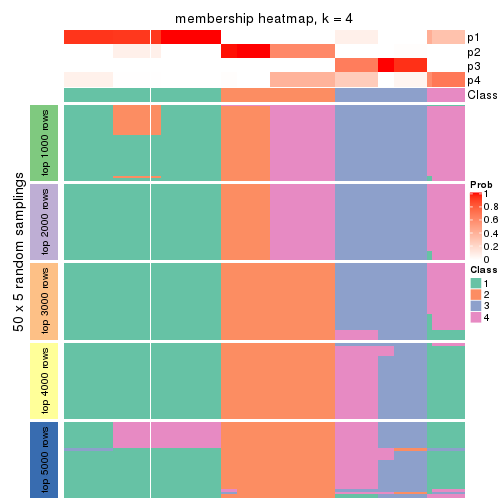 membership heatmap, k = 4
p1
p2
p3
p4
Class
50 x 5 random samplings
top 1000 rows
top 2000 rows
top 3000 rows
top 4000 rows
top 5000 rows
Prob
1
0.8
0.6
0.4
0.2
0
Class
1
2
3
4